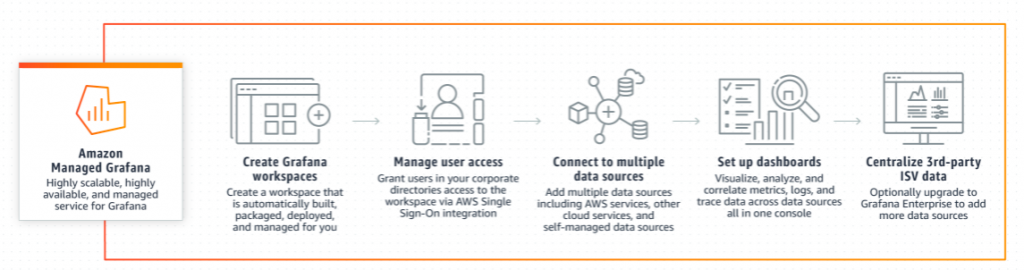 Amazon
Managed Grafana
Highly scalable, highly
available, and managed
service for Grafana
Create Grafana
workspaces
Create a workspace that
is automatically built,
packaged, deployed,
and managed for you
Manage user access
Grant users in your corporate
directories access to the
workspace via AWS Single
Sign-On integration
Connect to multiple
data sources
Add multiple data sources
including AWS services, other
cloud services, and
self-managed data sources
Set up dashboards
Visualize, analyze, and
correlate metrics, logs, and
trace data across data sources
all in one console
Centralize 3rd-party
ISV data
Optionally upgrade to
Grafana Enterprise to add
more data sources